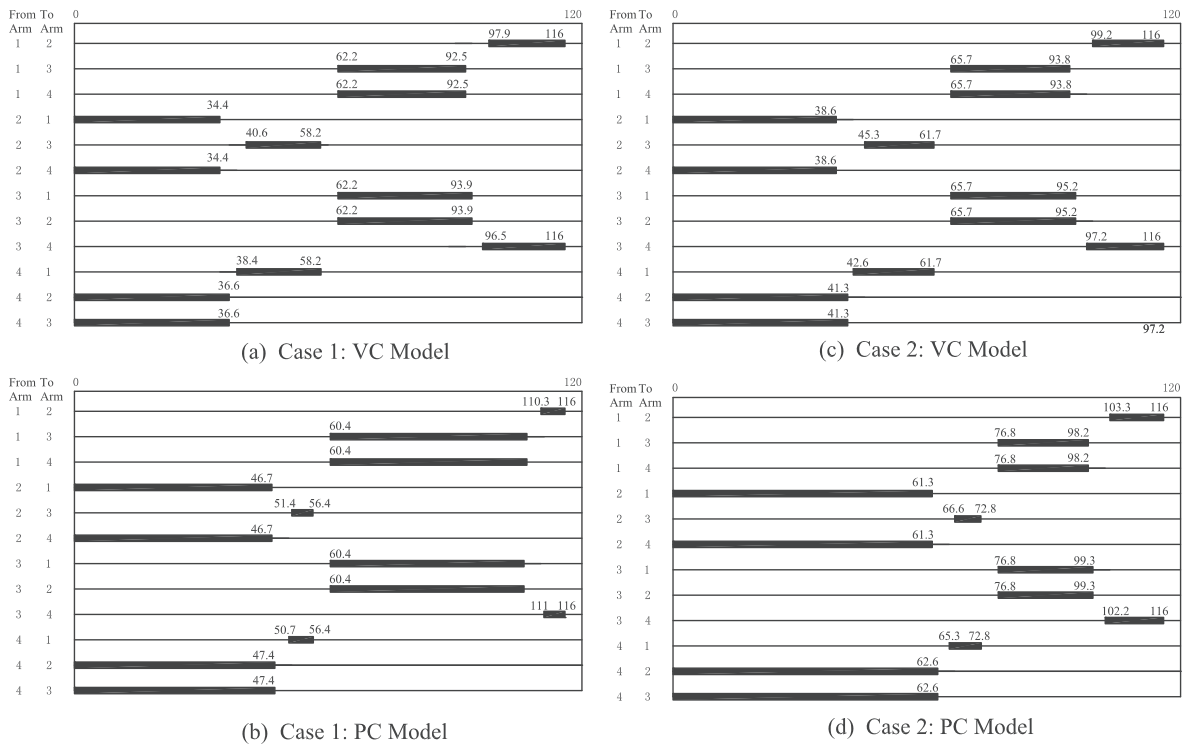 From To 0 120
Arm Arm
1 2 97.9 116
1 3 62.2 92.5
1 4 62.2 92.5
2 1 34.4
2 3 40.6 58.2
2 4 34.4
3 1 62.2 93.9
3 2 62.2 93.9
3 4 96.5 116
4 1 38.4 58.2
4 2 36.6
4 3 36.6
(a) Case 1: VC Model
From To 0 120
Arm Arm
1 2 99.2 116
1 3 65.7 93.8
1 4 65.7 93.8
2 1 38.6
2 3 45.3 61.7
2 4 38.6
3 1 65.7 95.2
3 2 65.7 95.2
3 4 97.2 116
4 1 42.6 61.7
4 2 41.3
4 3 41.3
97.2
(c) Case 2: VC Model
From To 0 120
Arm Arm
1 2 110.3 116
1 3 60.4
1 4 60.4
2 1 46.7
2 3 51.4 56.4
2 4 46.7
3 1 60.4
3 2 60.4
3 4 111 116
4 1 50.7 56.4
4 2 47.4
4 3 47.4
(b) Case 1: PC Model
From To 0 120
Arm Arm
1 2 103.3 116
1 3 76.8 98.2
1 4 76.8 98.2
2 1 61.3
2 3 66.6 72.8
2 4 61.3
3 1 76.8 99.3
3 2 76.8 99.3
3 4 102.2 116
4 1 65.3 72.8
4 2 62.6
4 3 62.6
(d) Case 2: PC Model